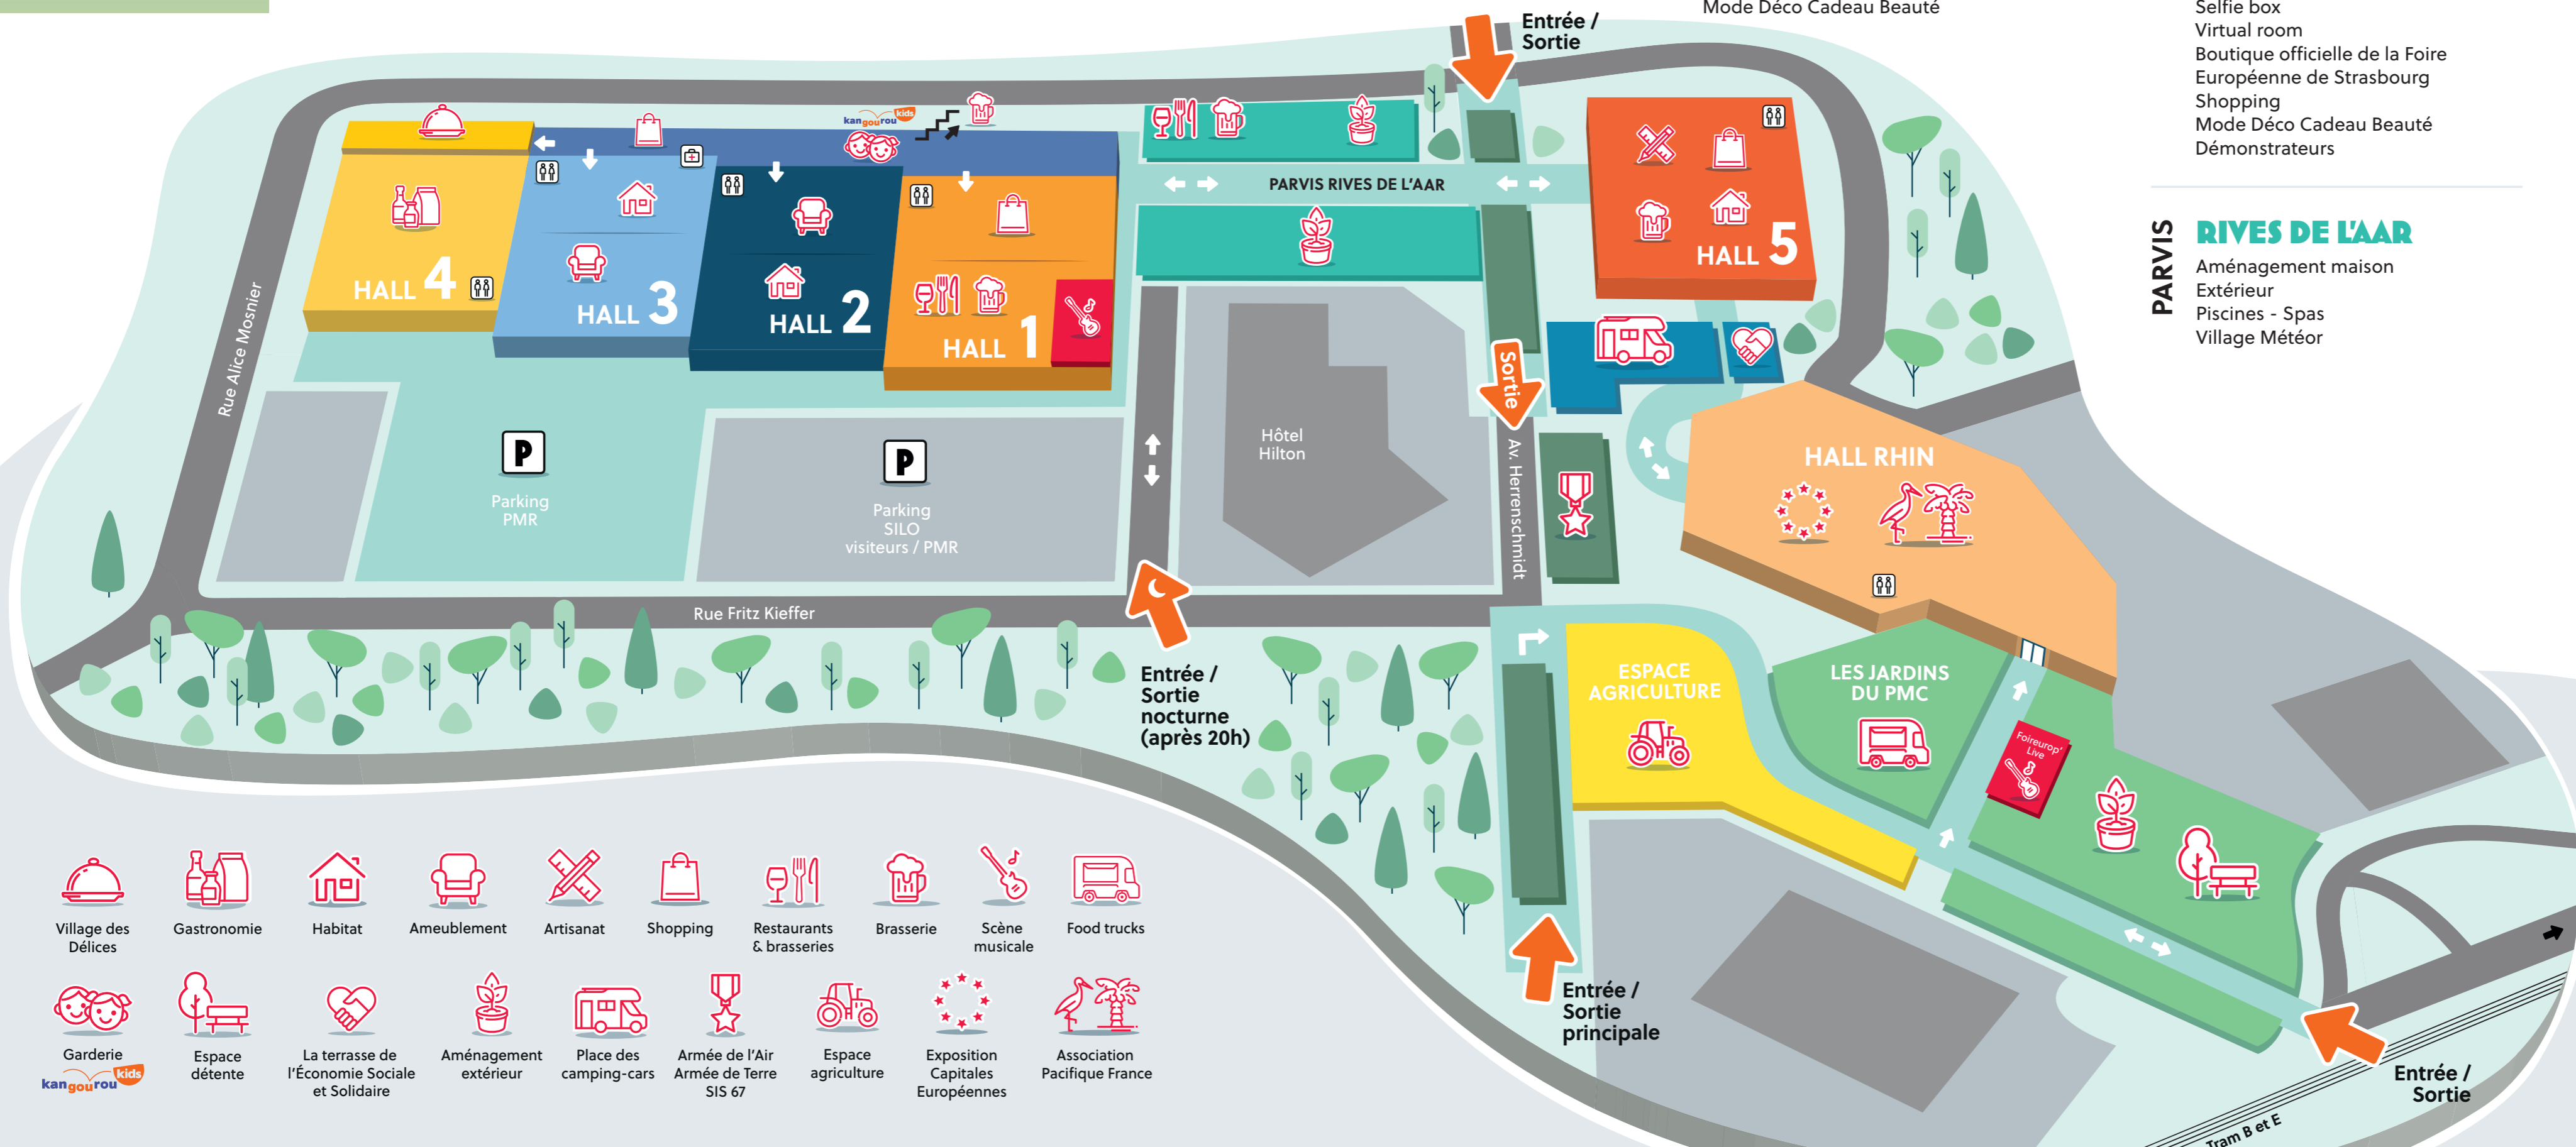 Mode Déco Cadeau Beauté
Selfie box
Virtual room
Boutique officielle de la Foire
Européenne de Strasbourg
Shopping
Mode Déco Cadeau Beauté
Démonstrateurs
PARVIS
RIVES DE L'AAR
Aménagement maison
Extérieur
Piscines - Spas
Village Météor
Entrée /
Sortie
kangourou kids
PARVIS RIVES DE L'AAR
HALL 4
HALL 3
HALL 2
HALL 1
HALL 5
Rue Alice Mosnier
Sortie
P
Parking
PMR
P
Parking
SILO
visiteurs / PMR
Hôtel
Hilton
Av. Herrenschmidt
HALL RHIN
Rue Fritz Kieffer
Entrée /
Sortie
nocturne
(après 20h)
ESPACE
AGRICULTURE
LES JARDINS
DU PMC
Foireurop'
Live
Entrée /
Sortie
principale
Entrée /
Sortie
Tram B et E
Village des
Délices
Gastronomie
Habitat
Ameublement
Artisanat
Shopping
Restaurants
& brasseries
Brasserie
Scène
musicale
Food trucks
Garderie
kangourou kids
Espace
détente
La terrasse de
l'Économie Sociale
et Solidaire
Aménagement
extérieur
Place des
camping-cars
Armée de l'Air
Armée de Terre
SIS 67
Espace
agriculture
Exposition
Capitales
Européennes
Association
Pacifique France